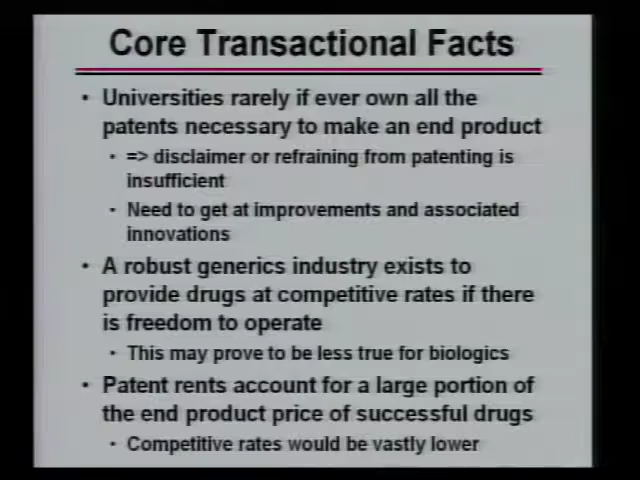 Core Transactional Facts
• Universities rarely if ever own all the
patents necessary to make an end product
• => disclaimer or refraining from patenting is
insufficient
• Need to get at improvements and associated
innovations
• A robust generics industry exists to
provide drugs at competitive rates if there
is freedom to operate
• This may prove to be less true for biologics
• Patent rents account for a large portion of
the end product price of successful drugs
• Competitive rates would be vastly lower